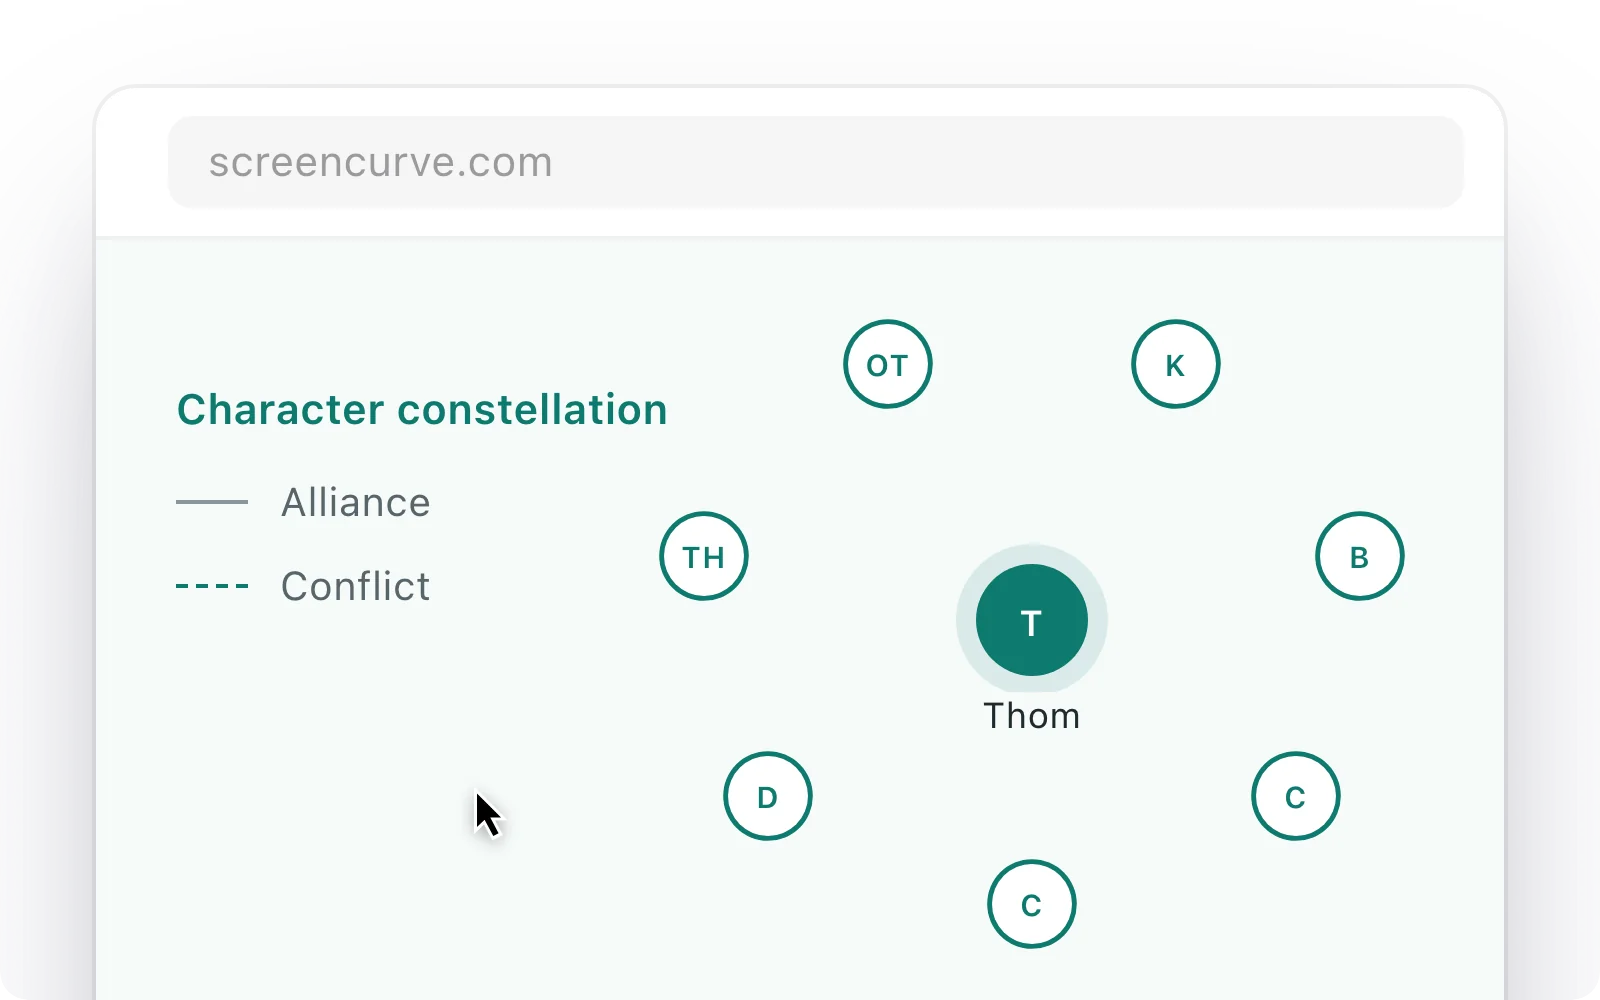 screencurve.com
OT
K
Character constellation
Alliance
TH
B
Conflict
T
Thom
D
C
C